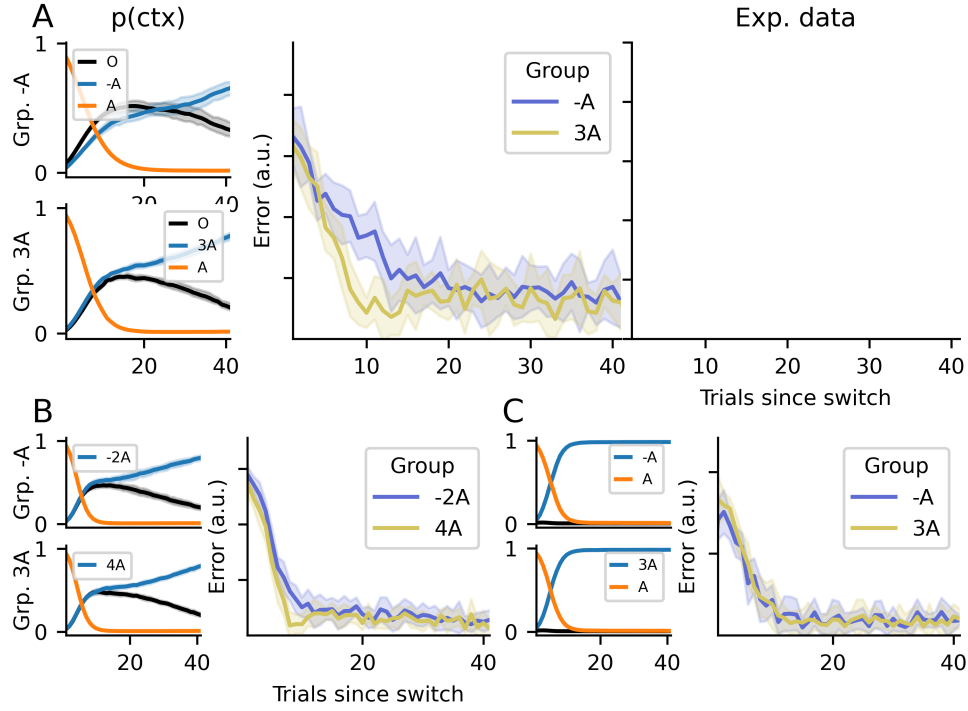 A
p(ctx)
Exp. data
Grp. -A
1
0
O
-A
A
20
40
Grp. 3A
1
0
O
3A
A
20
40
Error (a.u.)
Group
-A
3A
10
20
30
40
10
20
30
40
Trials since switch
B
Grp. -A
1
0
-2A
Grp. 3A
1
0
4A
20
40
Error (a.u.)
Group
-2A
4A
20
40
Trials since switch
C
1
0
-A
A
1
0
3A
A
20
40
Error (a.u.)
Group
-A
3A
20
40